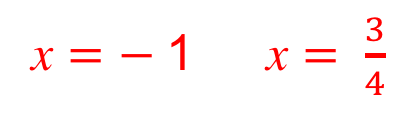 x = − 1 x = 3/4